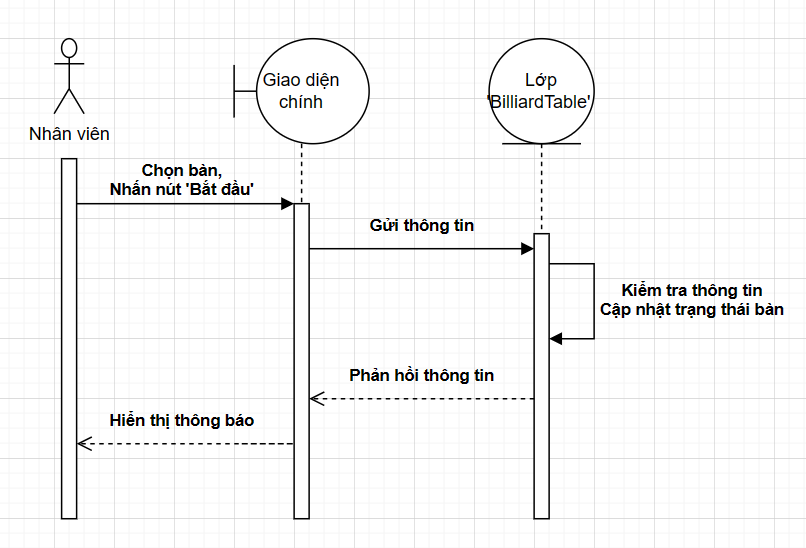 Giao diện
chính
Lớp
'BilliardTable'
Nhân viên
Chọn bàn,
Nhấn nút 'Bắt đầu'
Gửi thông tin
Kiểm tra thông tin
Cập nhật trạng thái bàn
Phản hồi thông tin
Hiển thị thông báo